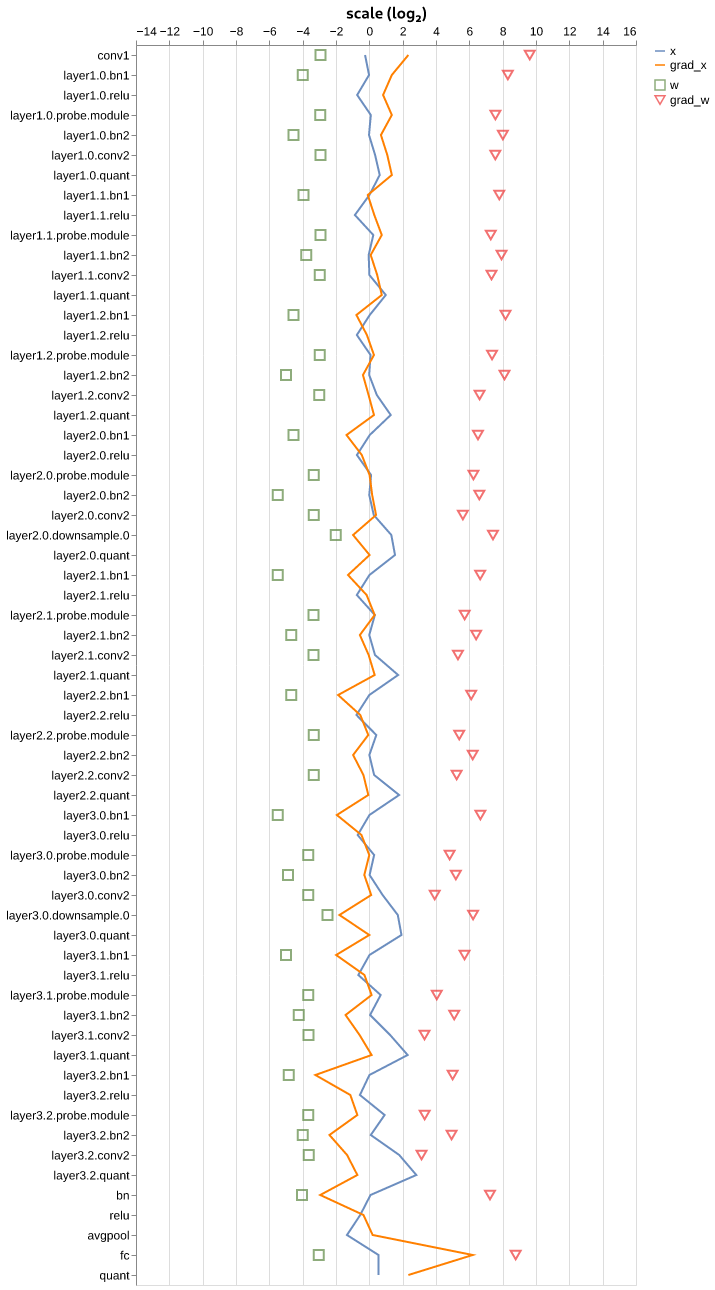 scale (log₂)
−14 −12 −10 −8 −6 −4 −2 0 2 4 6 8 10 12 14 16
x
grad_x
w
grad_w
conv1
layer1.0.bn1
layer1.0.relu
layer1.0.probe.module
layer1.0.bn2
layer1.0.conv2
layer1.0.quant
layer1.1.bn1
layer1.1.relu
layer1.1.probe.module
layer1.1.bn2
layer1.1.conv2
layer1.1.quant
layer1.2.bn1
layer1.2.relu
layer1.2.probe.module
layer1.2.bn2
layer1.2.conv2
layer1.2.quant
layer2.0.bn1
layer2.0.relu
layer2.0.probe.module
layer2.0.bn2
layer2.0.conv2
layer2.0.downsample.0
layer2.0.quant
layer2.1.bn1
layer2.1.relu
layer2.1.probe.module
layer2.1.bn2
layer2.1.conv2
layer2.1.quant
layer2.2.bn1
layer2.2.relu
layer2.2.probe.module
layer2.2.bn2
layer2.2.conv2
layer2.2.quant
layer3.0.bn1
layer3.0.relu
layer3.0.probe.module
layer3.0.bn2
layer3.0.conv2
layer3.0.downsample.0
layer3.0.quant
layer3.1.bn1
layer3.1.relu
layer3.1.probe.module
layer3.1.bn2
layer3.1.conv2
layer3.1.quant
layer3.2.bn1
layer3.2.relu
layer3.2.probe.module
layer3.2.bn2
layer3.2.conv2
layer3.2.quant
bn
relu
avgpool
fc
quant